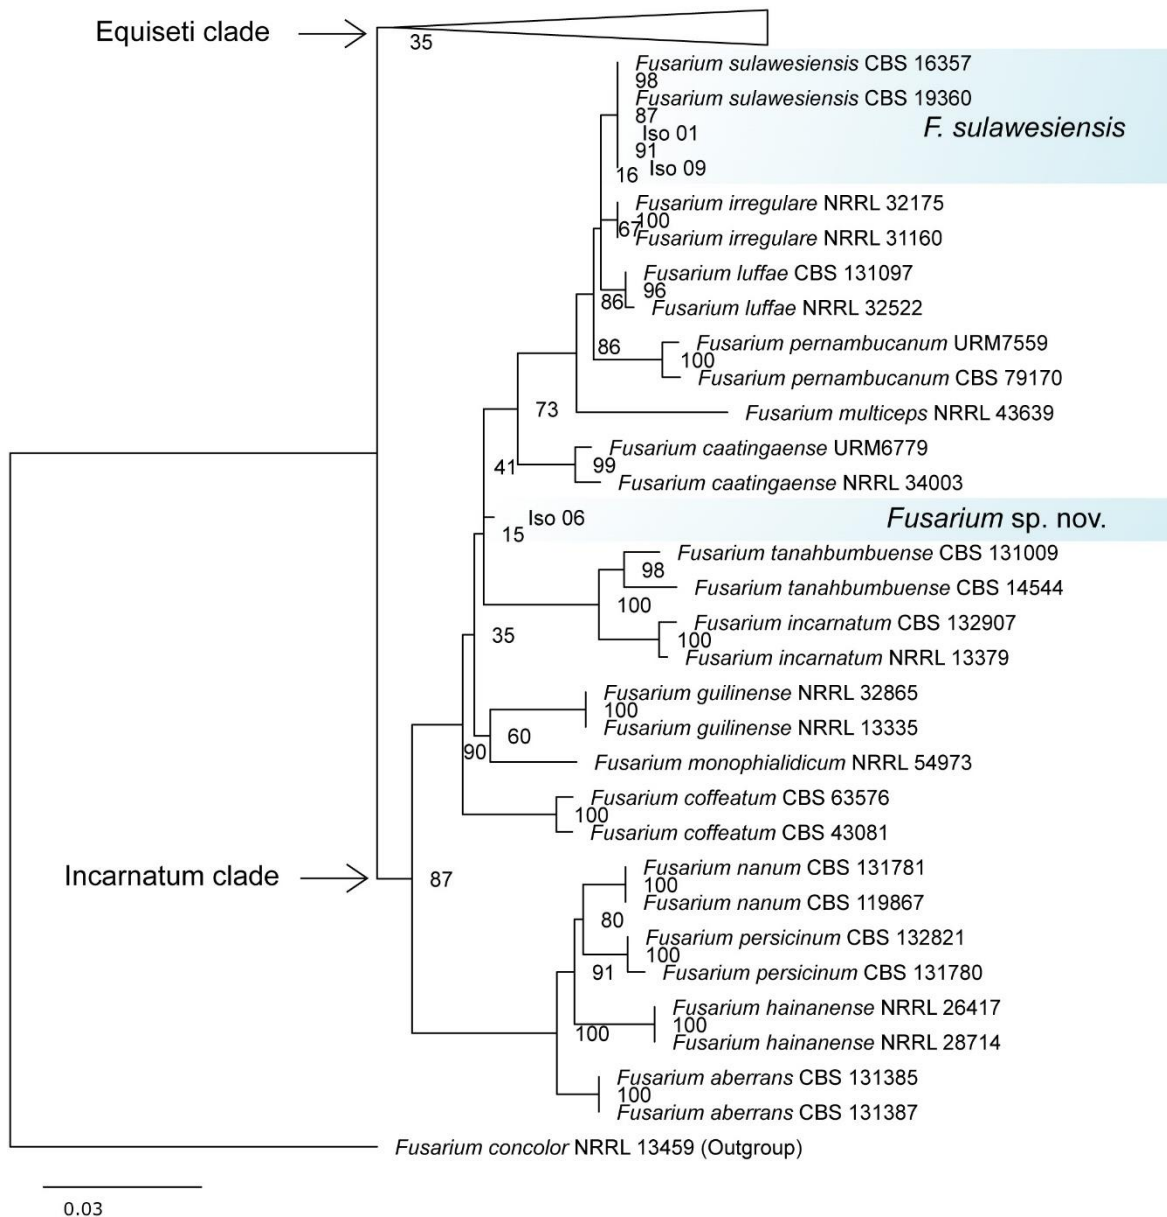 Equiseti clade
35
Fusarium sulawesiensis CBS 16357
98
Fusarium sulawesiensis CBS 19360
87
F. sulawesiensis
Iso 01
91
16 Iso 09
Fusarium irregulare NRRL 32175
67 100
Fusarium irregulare NRRL 31160
Fusarium luffae CBS 131097
86 96
Fusarium luffae NRRL 32522
86
Fusarium pernambucanum URM7559
100
Fusarium pernambucanum CBS 79170
73
Fusarium multiceps NRRL 43639
Fusarium caatingaense URM6779
41 99
Fusarium caatingaense NRRL 34003
Iso 06
Fusarium sp. nov.
15
Fusarium tanahbumbuense CBS 131009
98
Fusarium tanahbumbuense CBS 14544
100
Fusarium incarnatum CBS 132907
35 100
Fusarium incarnatum NRRL 13379
Fusarium guilinense NRRL 32865
100
Fusarium guilinense NRRL 13335
90 60
Fusarium monophialidicum NRRL 54973
Fusarium coffeatum CBS 63576
100
Fusarium coffeatum CBS 43081
Incarnatum clade
87
Fusarium nanum CBS 131781
100
Fusarium nanum CBS 119867
80
Fusarium persicinum CBS 132821
100
91
Fusarium persicinum CBS 131780
Fusarium hainanense NRRL 26417
100 100
Fusarium hainanense NRRL 28714
Fusarium aberrans CBS 131385
100
Fusarium aberrans CBS 131387
Fusarium concolor NRRL 13459 (Outgroup)
0.03